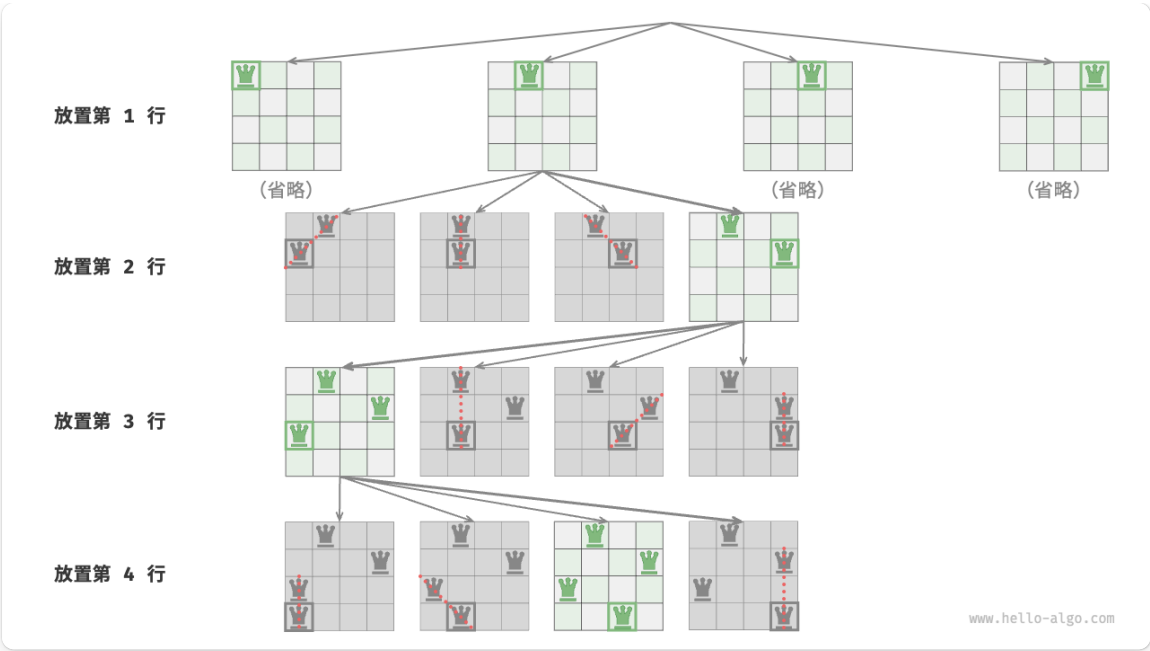 放置第 1 行
(省略)
(省略)
(省略)
放置第 2 行
放置第 3 行
放置第 4 行
www.hello-algo.com